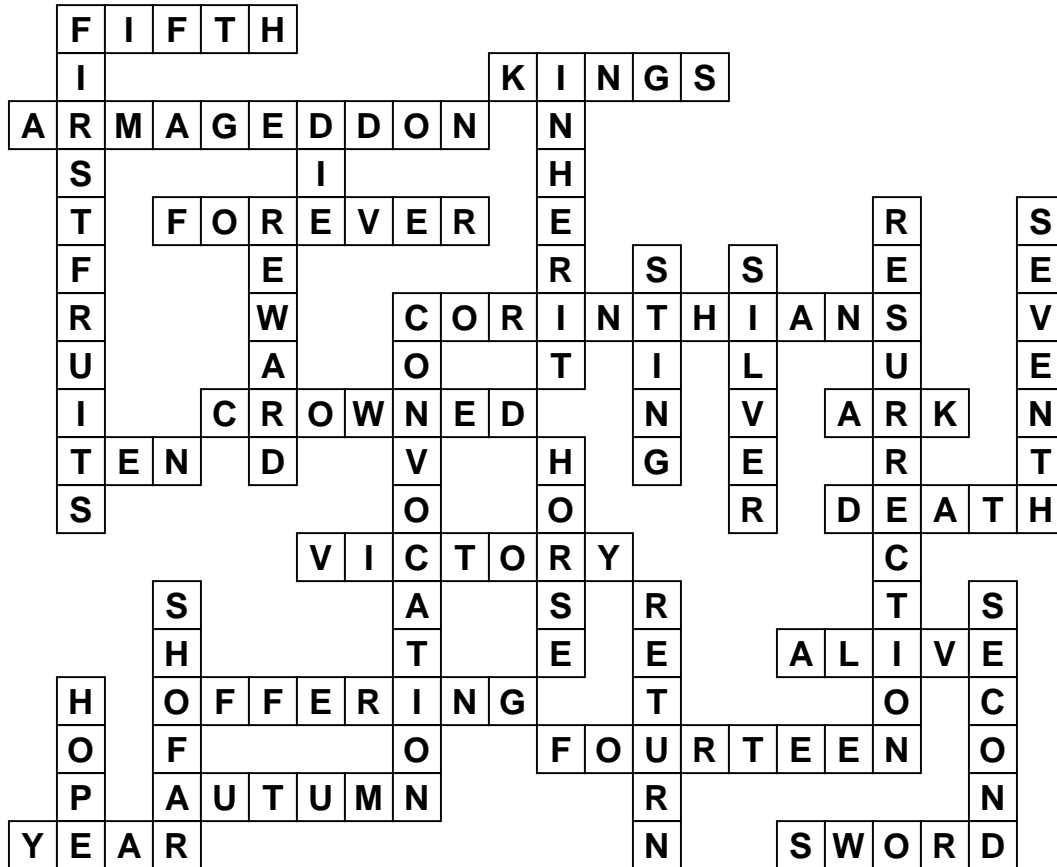 FIFTH
FIRSTFRUITS
KINGS
INHERIT
ARMAGEDDON
DIE
FOREVER
REWARD
RESURRECTION
SEVENTH
STING
SILVER
CORINTHIANS
CONVOCATION
CROWNED
ARK
TEN
HORSE
DEATH
VICTORY
SHOFAR
RETURN
SECOND
ALIVE
HOPE
OFFERING
FOURTEEN
AUTUMN
YEAR
SWORD